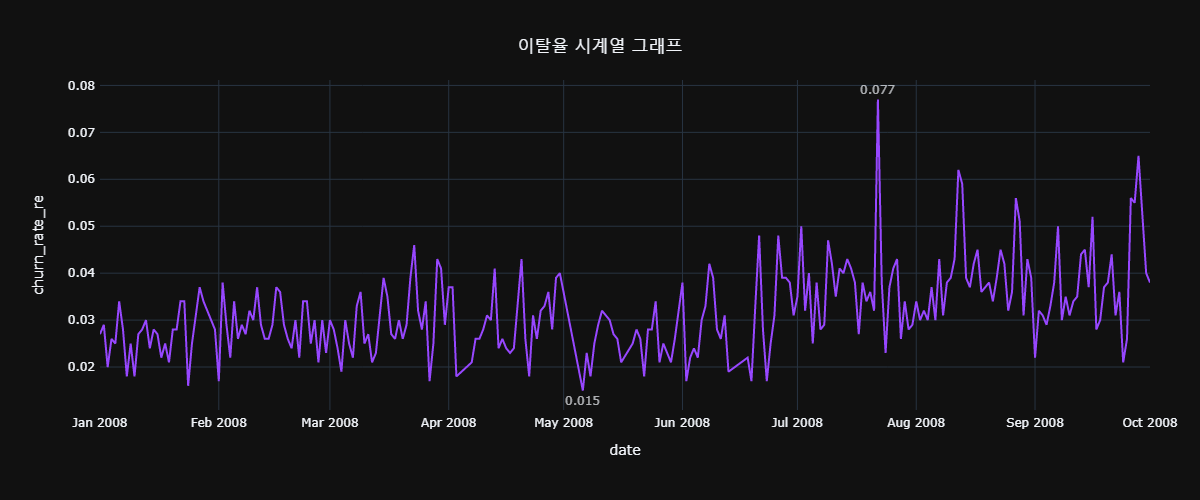 이탈율 시계열 그래프
0.08
0.07
0.06
0.05
0.04
0.03
0.02
churn_rate_re
0.077
0.015
Jan 2008
Feb 2008
Mar 2008
Apr 2008
May 2008
Jun 2008
Jul 2008
Aug 2008
Sep 2008
Oct 2008
date